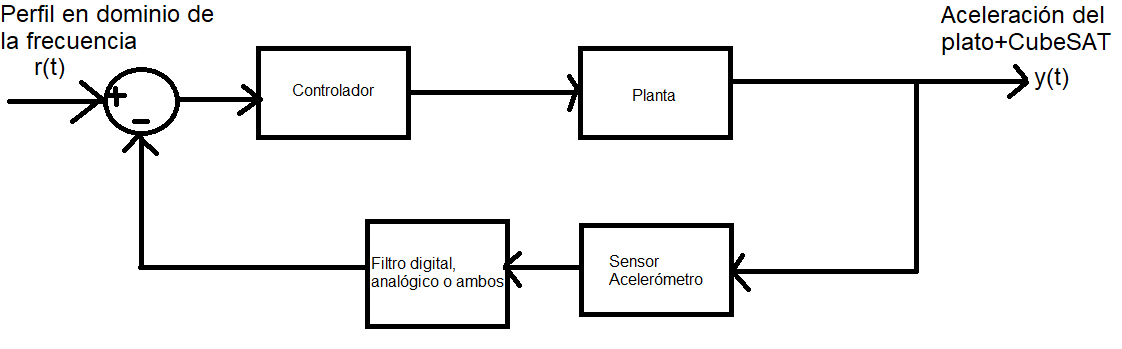 Perfil en dominio de
la frecuencia
r(t)
Aceleración del
plato+CubeSAT
y(t)
+
−
Controlador
Planta
Filtro digital,
analógico o ambos
Sensor
Acelerómetro